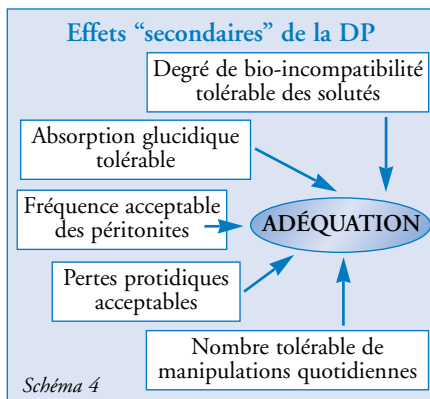 Effets “secondaires” de la DP
Degré de bio-incompatibilité
tolérable des solutés
Absorption glucidique
tolérable
Fréquence acceptable
des péritonites
ADÉQUATION
Pertes protidiques
acceptables
Nombre tolérable de
manipulations quotidiennes
Schéma 4